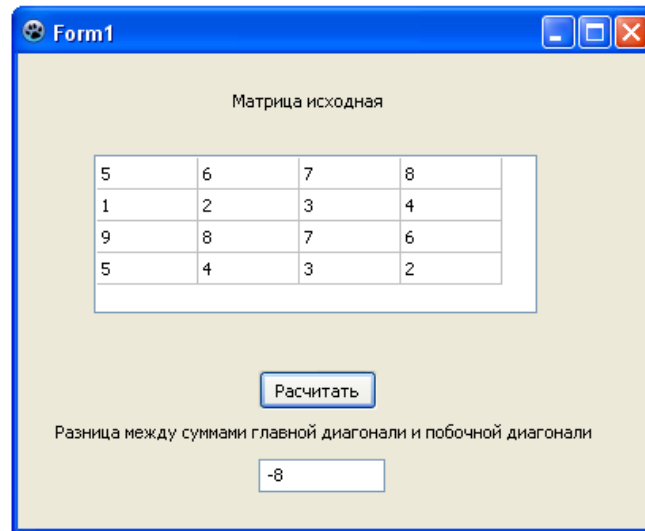 Form1
Матрица исходная
5 6 7 8
1 2 3 4
9 8 7 6
5 4 3 2
Расчитать
Разница между суммами главной диагонали и побочной диагонали
-8